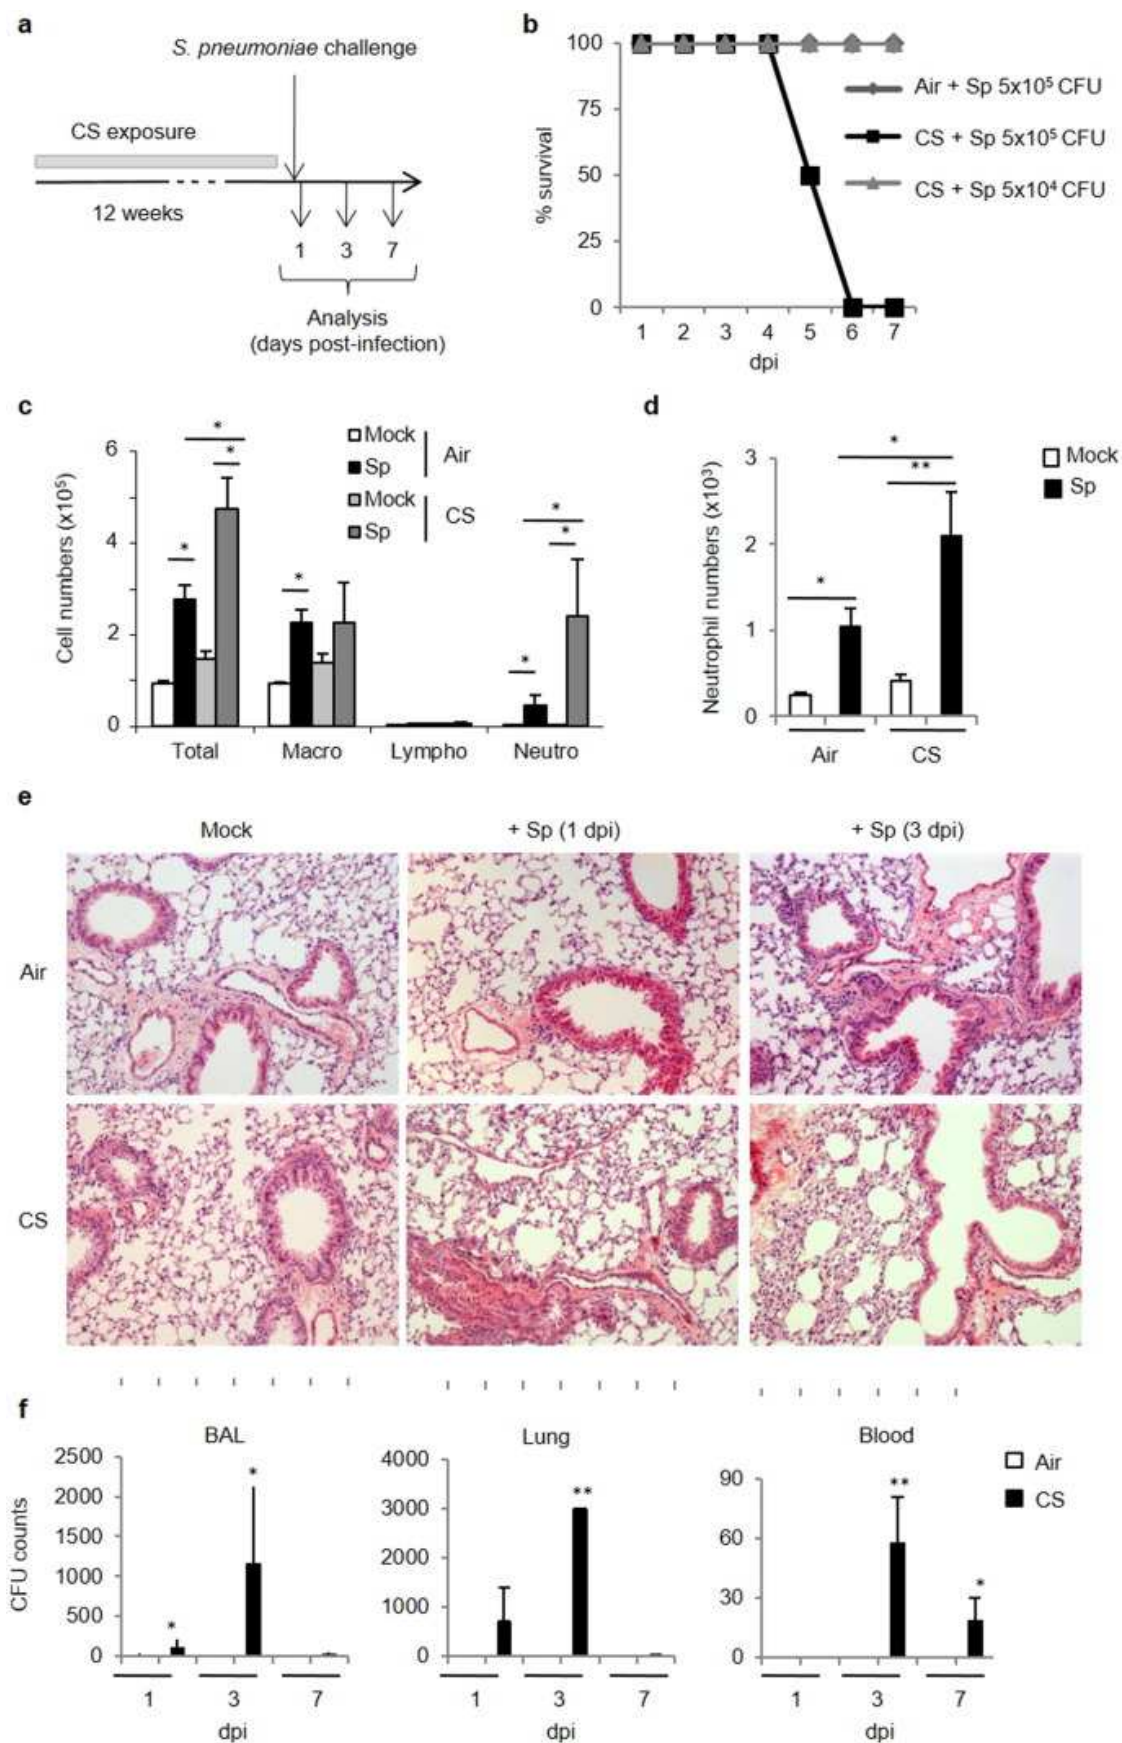 a
S. pneumoniae challenge
CS exposure
12 weeks
1 3 7
Analysis
(days post-infection)
b
100
75
50
25
0
% survival
1 2 3 4 5 6 7
dpi
Air + Sp 5x10⁵ CFU
CS + Sp 5x10⁵ CFU
CS + Sp 5x10⁴ CFU
c
Cell numbers (x10⁵)
6
4
2
0
* * * * * * *
Mock
Sp
Air
Mock
Sp
CS
Total Macro Lympho Neutro
d
Neutrophil numbers (x10³)
3
2
1
0
*
**
*
Mock
Sp
Air CS
e
Mock + Sp (1 dpi) + Sp (3 dpi)
Air
CS
f
CFU counts
BAL
2500
2000
1500
1000
500
0
* *
1 3 7
dpi
Lung
4000
3000
2000
1000
0
**
1 3 7
dpi
Blood
90
60
30
0
** *
1 3 7
dpi
Air
CS